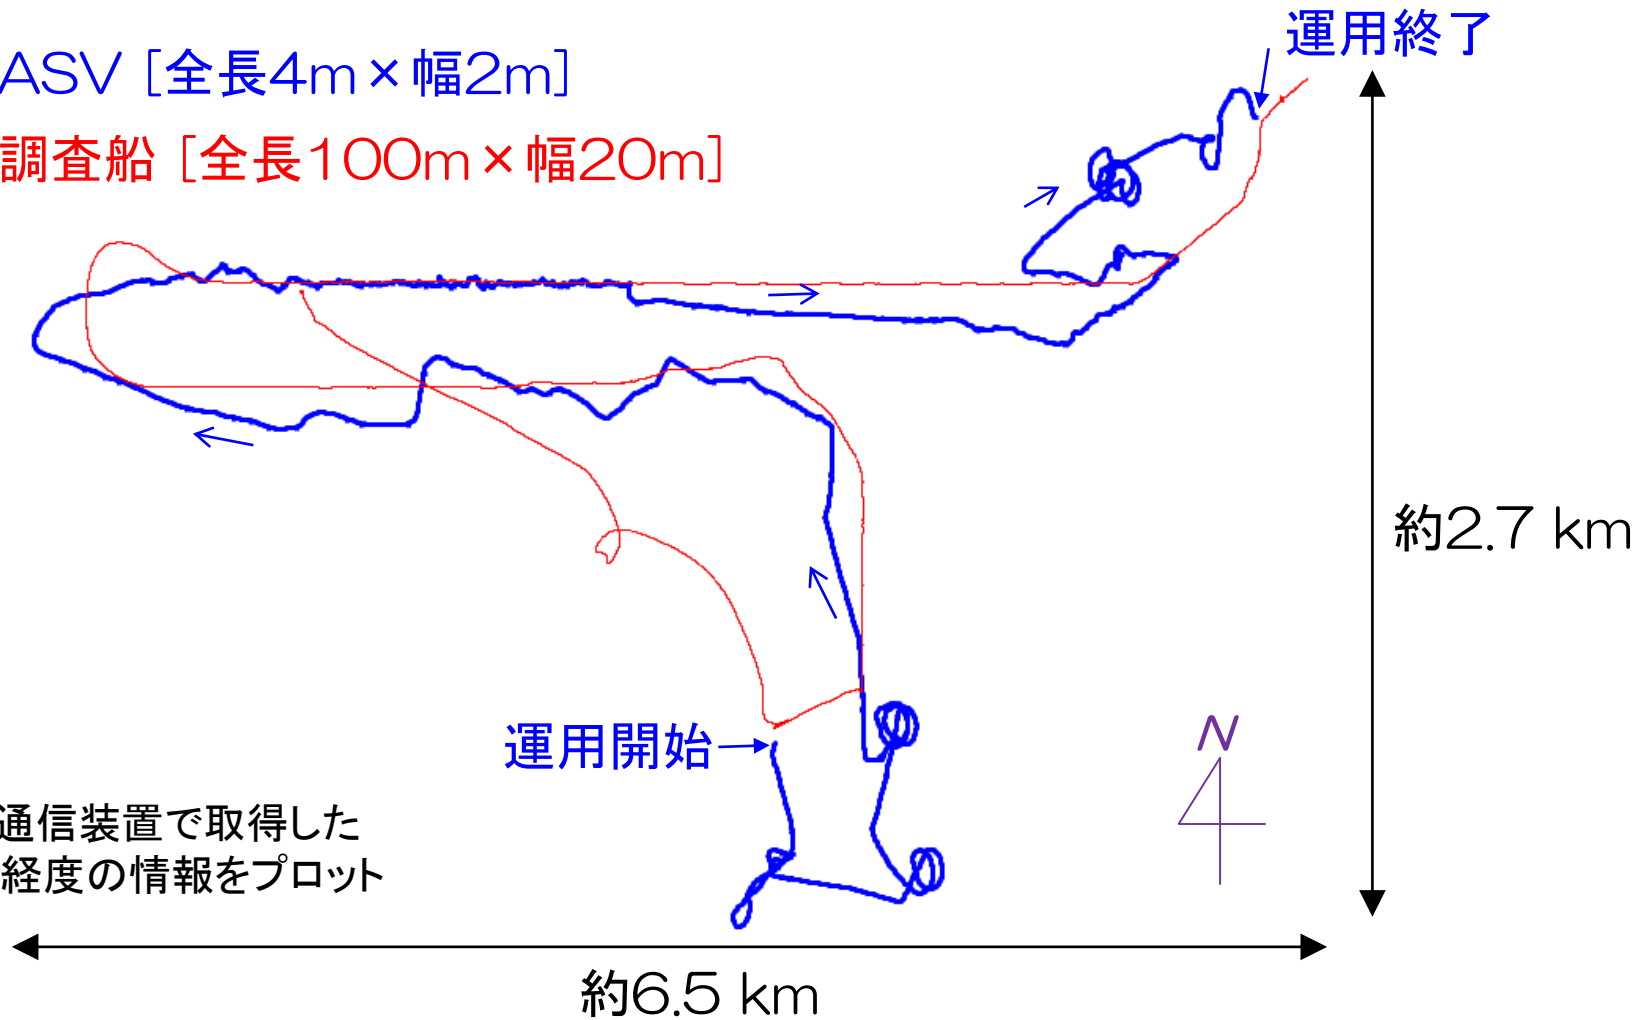 運用終了
ASV [全長4m×幅2m]
調査船 [全長100m×幅20m]
約2.7 km
運用開始
N
通信装置で取得した
経度の情報をプロット
約6.5 km